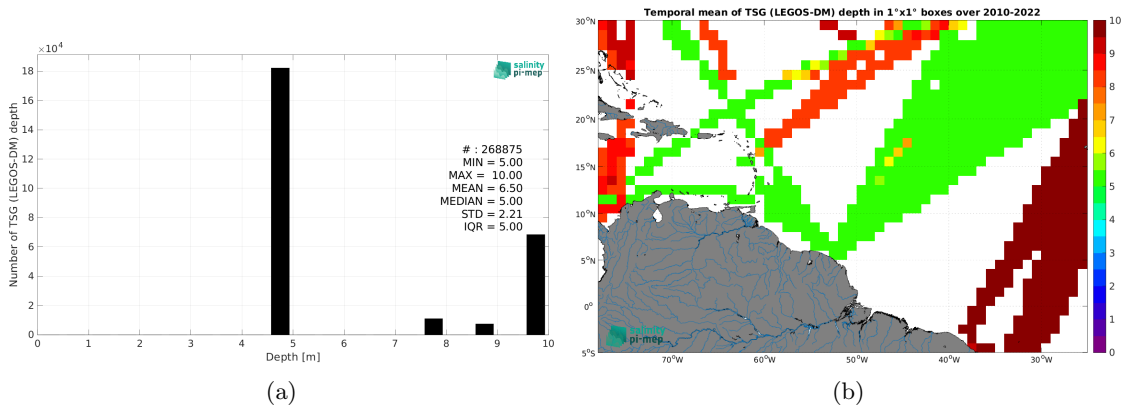 ×10⁴
18
16
14
12
10
8
6
4
2
0
Number of TSG (LEGOS-DM) depth
salinity
pi-mep
# : 268875
MIN = 5.00
MAX = 10.00
MEAN = 6.50
MEDIAN = 5.00
STD = 2.21
IQR = 5.00
0 1 2 3 4 5 6 7 8 9 10
Depth [m]
(a)
Temporal mean of TSG (LEGOS-DM) depth in 1°x1° boxes over 2010-2022
30°N
25°N
20°N
15°N
10°N
5°N
0°
5°S
70°W 60°W 50°W 40°W 30°W
salinity
pi-mep
10
9
8
7
6
5
4
3
2
1
0
(b)